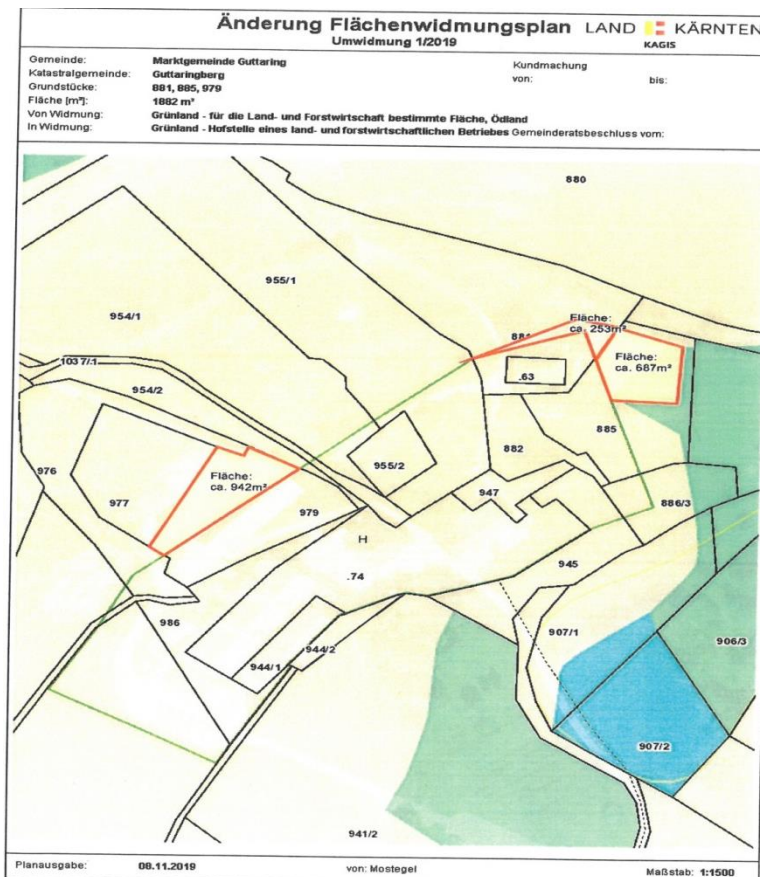 Änderung Flächenwidmungsplan LAND KÄRNTEN
Umwidmung 1/2019
KAGIS
Gemeinde: Marktgemeinde Guttaring Kundmachung
Katastralgemeinde: Guttaringberg von: bis:
Grundstücke: 881, 885, 979
Fläche [m²]: 1882 m²
Von Widmung: Grünland - für die Land- und Forstwirtschaft bestimmte Fläche, Ödland
In Widmung: Grünland - Hofstelle eines land- und forstwirtschaftlichen Betriebes Gemeinderatsbeschluss vom:
880
955/1
954/1
881
Fläche:
ca. 253m²
Fläche:
ca. 687m²
1037/1
.63
954/2
885
882
955/2
976
977
Fläche:
ca. 942m²
979
947
886/3
H
.74
945
986
907/1
906/3
944/2
944/1
907/2
941/2
Planausgabe: 08.11.2019 von: Mostegel Maßstab: 1:1500